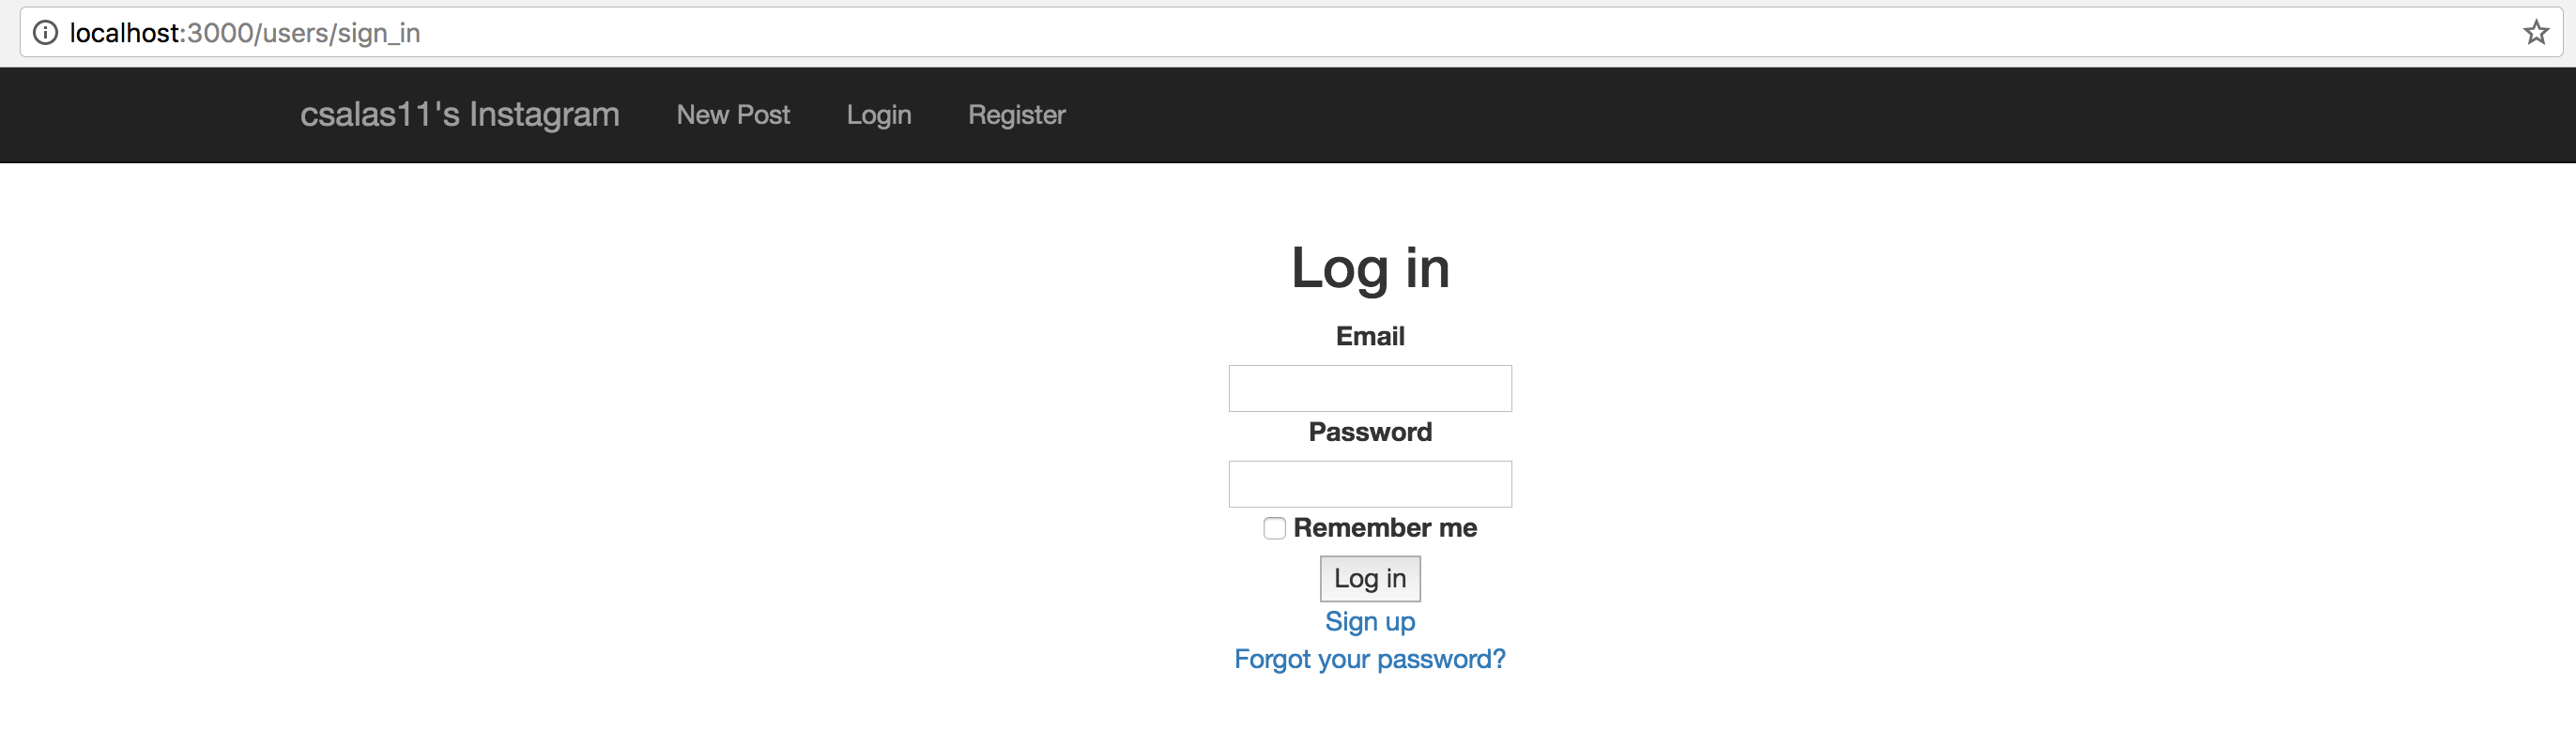 localhost:3000/users/sign_in
csalas11's Instagram New Post Login Register
Log in
Email
Password
Remember me
Log in
Sign up
Forgot your password?